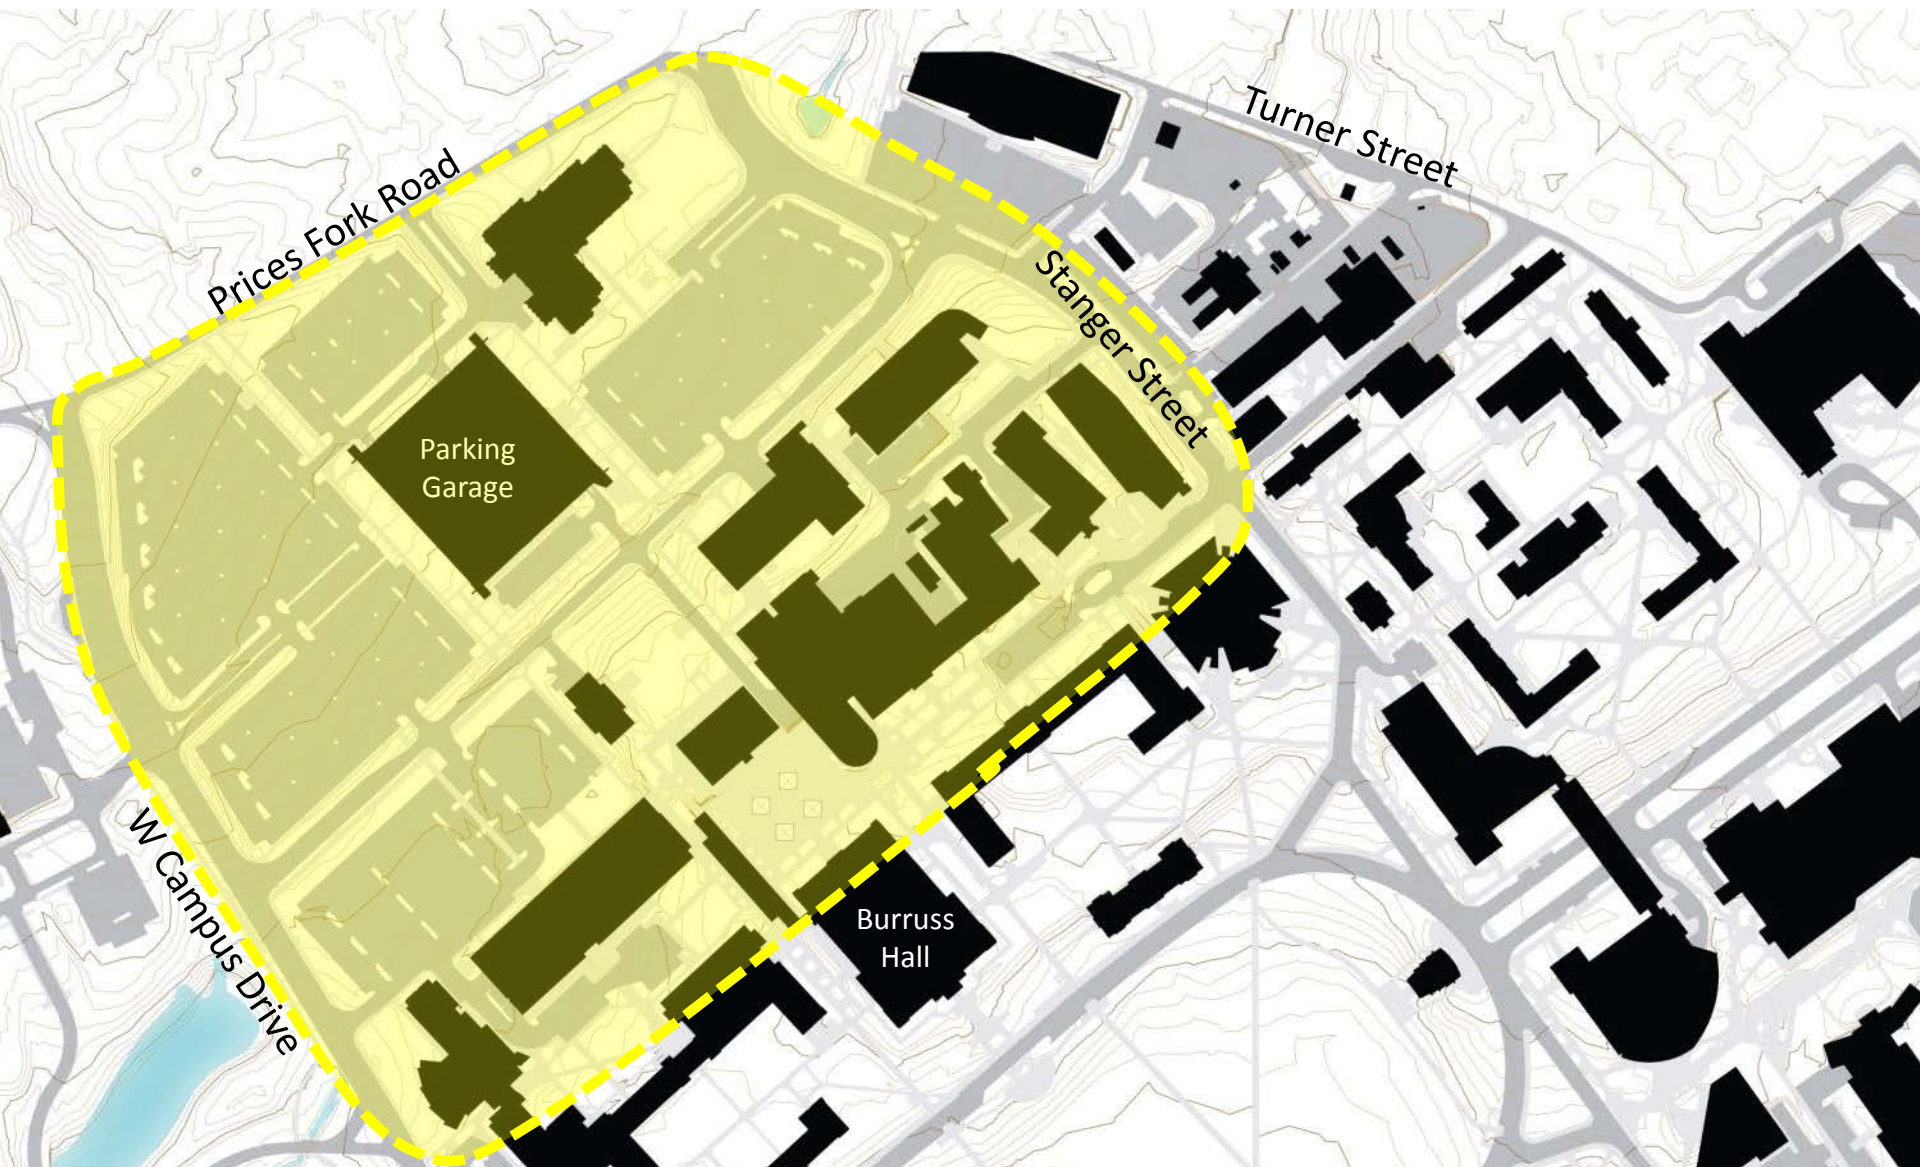 Turner Street
Prices Fork Road
Stanger Street
Parking
Garage
W Campus Drive
Burruss
Hall